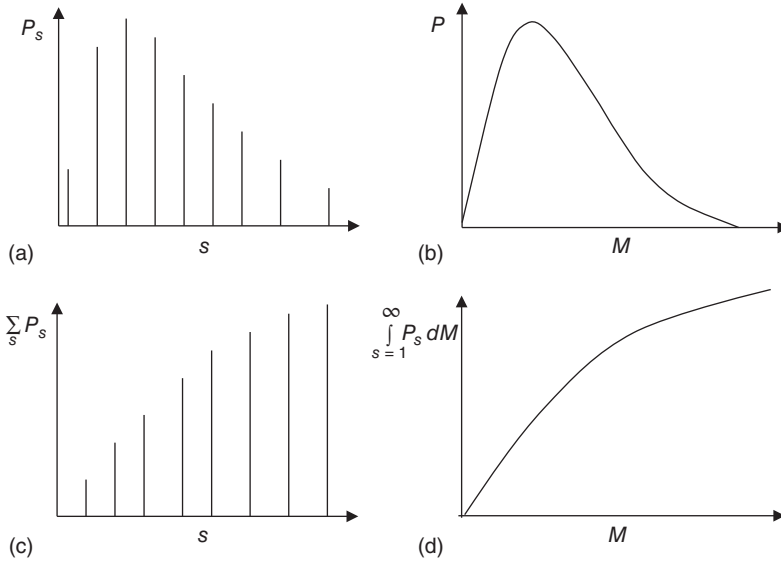 P_s
s
(a)
P
M
(b)
∑_s P_s
s
(c)
∞
∫ P_s dM
s = 1
M
(d)